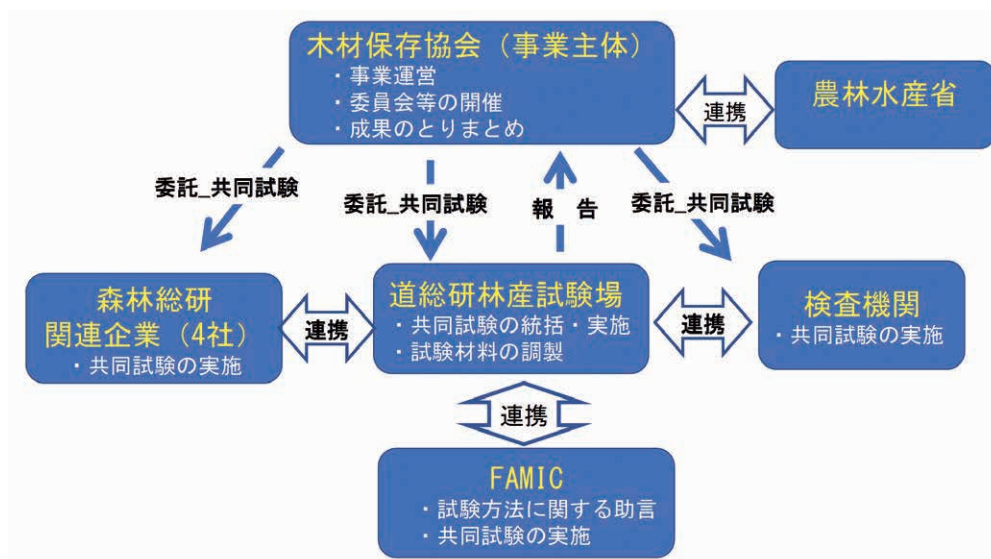 木材保存協会（事業主体）
・事業運営
・委員会等の開催
・成果のとりまとめ
連携
農林水産省
委託_共同試験
委託_共同試験
報　告
委託_共同試験
森林総研
関連企業（4社）
・共同試験の実施
連携
道総研林産試験場
・共同試験の統括・実施
・試験材料の調製
連携
検査機関
・共同試験の実施
連携
FAMIC
・試験方法に関する助言
・共同試験の実施